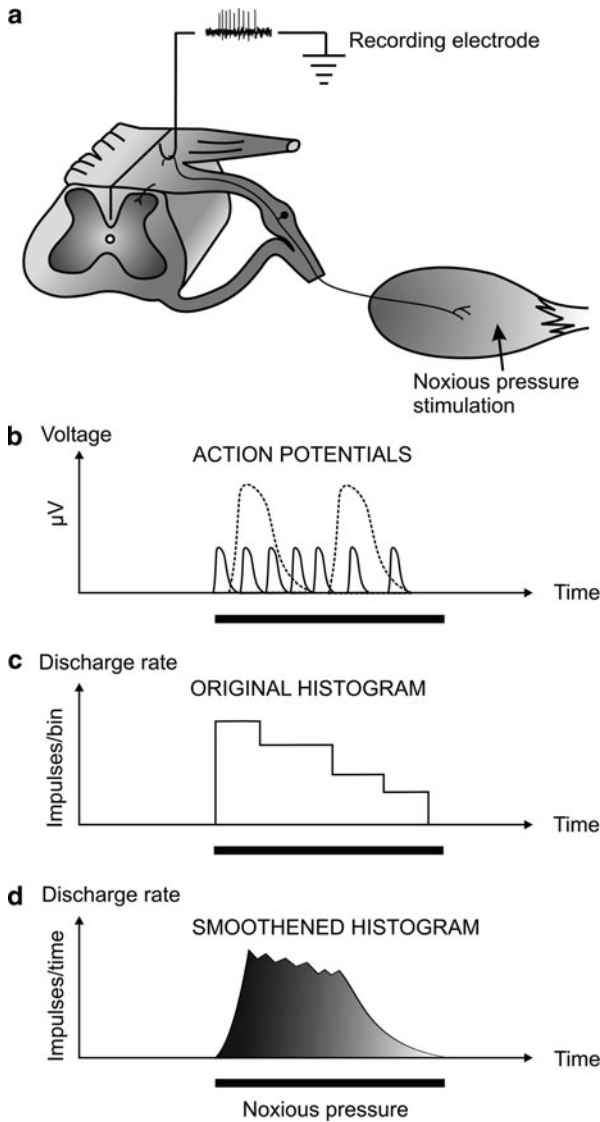 a
Recording electrode
Noxious pressure
stimulation
b
Voltage
ACTION POTENTIALS
µV
Time
c
Discharge rate
ORIGINAL HISTOGRAM
Impulses/bin
Time
d
Discharge rate
SMOOTHENED HISTOGRAM
Impulses/time
Time
Noxious pressure